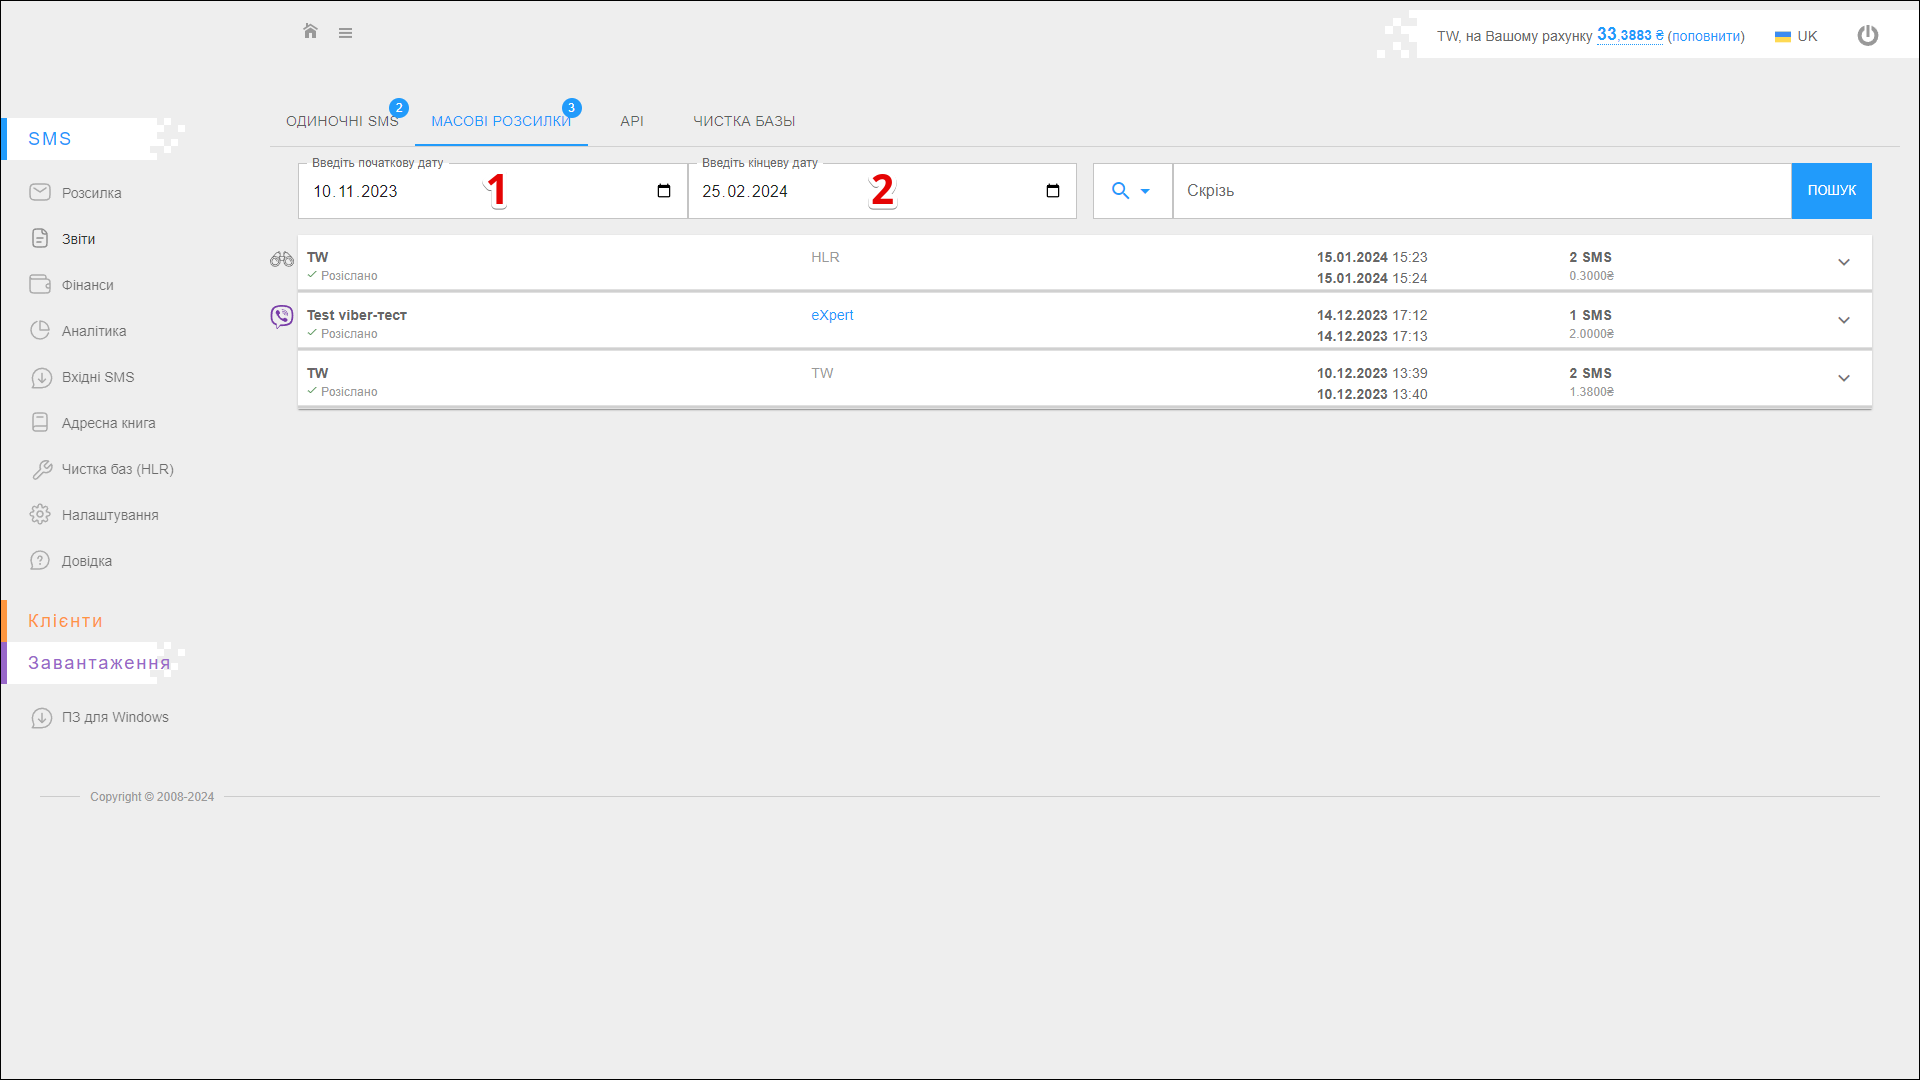 TW, на Вашому рахунку 33,3883 ₴ (поповнити)
UK
SMS
Розсилка
Звіти
Фінанси
Аналітика
Вхідні SMS
Адресна книга
Чистка баз (HLR)
Налаштування
Довідка
Клієнти
Завантаження
ПЗ для Windows
ОДИНОЧНІ SMS 2
МАСОВІ РОЗСИЛКИ 3
API
ЧИСТКА БАЗЫ
Введіть початкову дату
10.11.2023
1
Введіть кінцеву дату
25.02.2024
2
Скрізь
ПОШУК
TW HLR 15.01.2024 15:23 2 SMS
Розіслано 15.01.2024 15:24 0.3000₴
Test viber-тест eXpert 14.12.2023 17:12 1 SMS
Розіслано 14.12.2023 17:13 2.0000₴
TW TW 10.12.2023 13:39 2 SMS
Розіслано 10.12.2023 13:40 1.3800₴
Copyright © 2008-2024